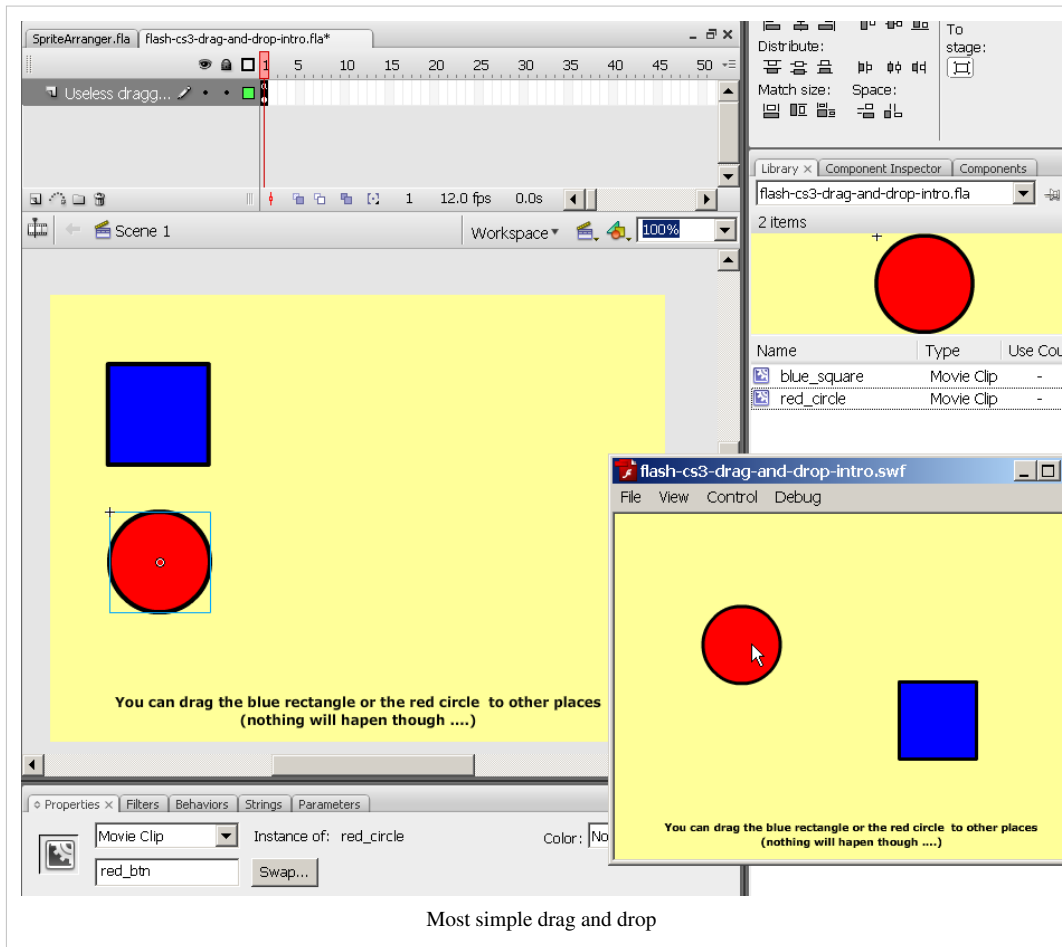 SpriteArranger.fla flash-cs3-drag-and-drop-intro.fla*
1 5 10 15 20 25 30 35 40 45 50
Useless dragg...
1 12.0 fps 0.0s
Scene 1 Workspace 100%
You can drag the blue rectangle or the red circle to other places
(nothing will hapen though ....)
Properties Filters Behaviors Strings Parameters
Movie Clip Instance of: red_circle Color: No
red_btn Swap...
To
Distribute: stage:
Match size: Space:
Library Component Inspector Components
flash-cs3-drag-and-drop-intro.fla
2 items
Name Type Use Cou
blue_square Movie Clip -
red_circle Movie Clip -
flash-cs3-drag-and-drop-intro.swf
File View Control Debug
You can drag the blue rectangle or the red circle to other places
(nothing will hapen though ....)
Most simple drag and drop